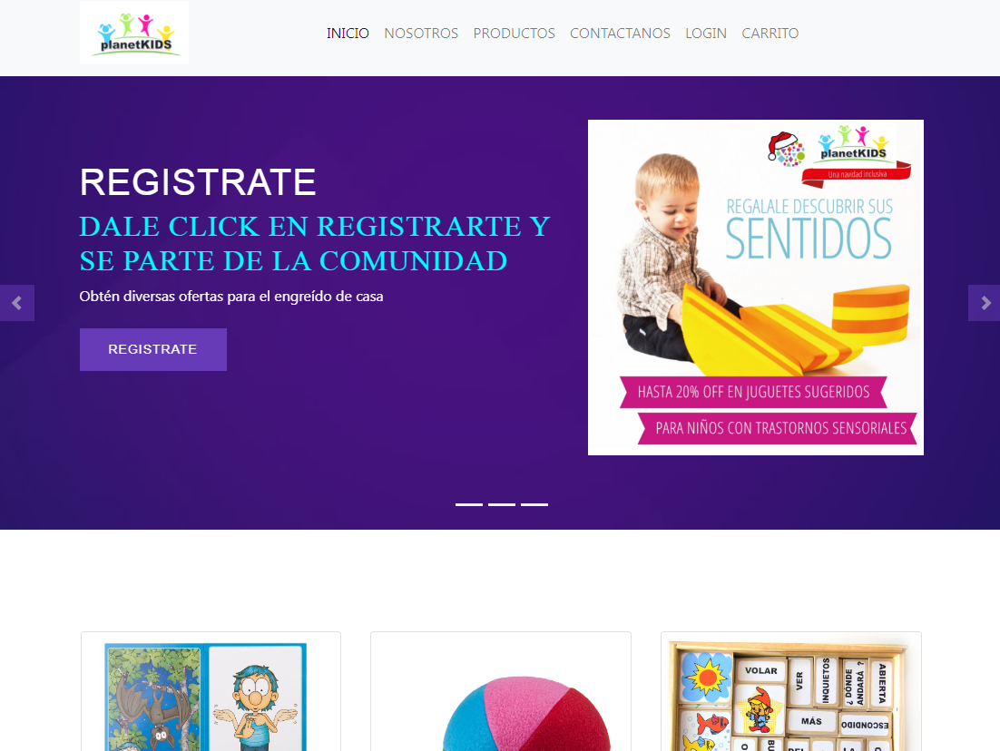 planetKIDS
INICIO NOSOTROS PRODUCTOS CONTACTANOS LOGIN CARRITO
REGISTRATE
DALE CLICK EN REGISTRARTE Y
SE PARTE DE LA COMUNIDAD
Obtén diversas ofertas para el engreído de casa
REGISTRATE
planetKIDS
Una navidad inclusiva
REGALALE DESCUBRIR SUS
SENTIDOS
HASTA 20% OFF EN JUGUETES SUGERIDOS
PARA NIÑOS CON TRASTORNOS SENSORIALES
VOLAR
VER
INQUIETOS
¿ DÓNDE ANDARÁ ?
ABIERTA
MÁS
ESCONDIDO